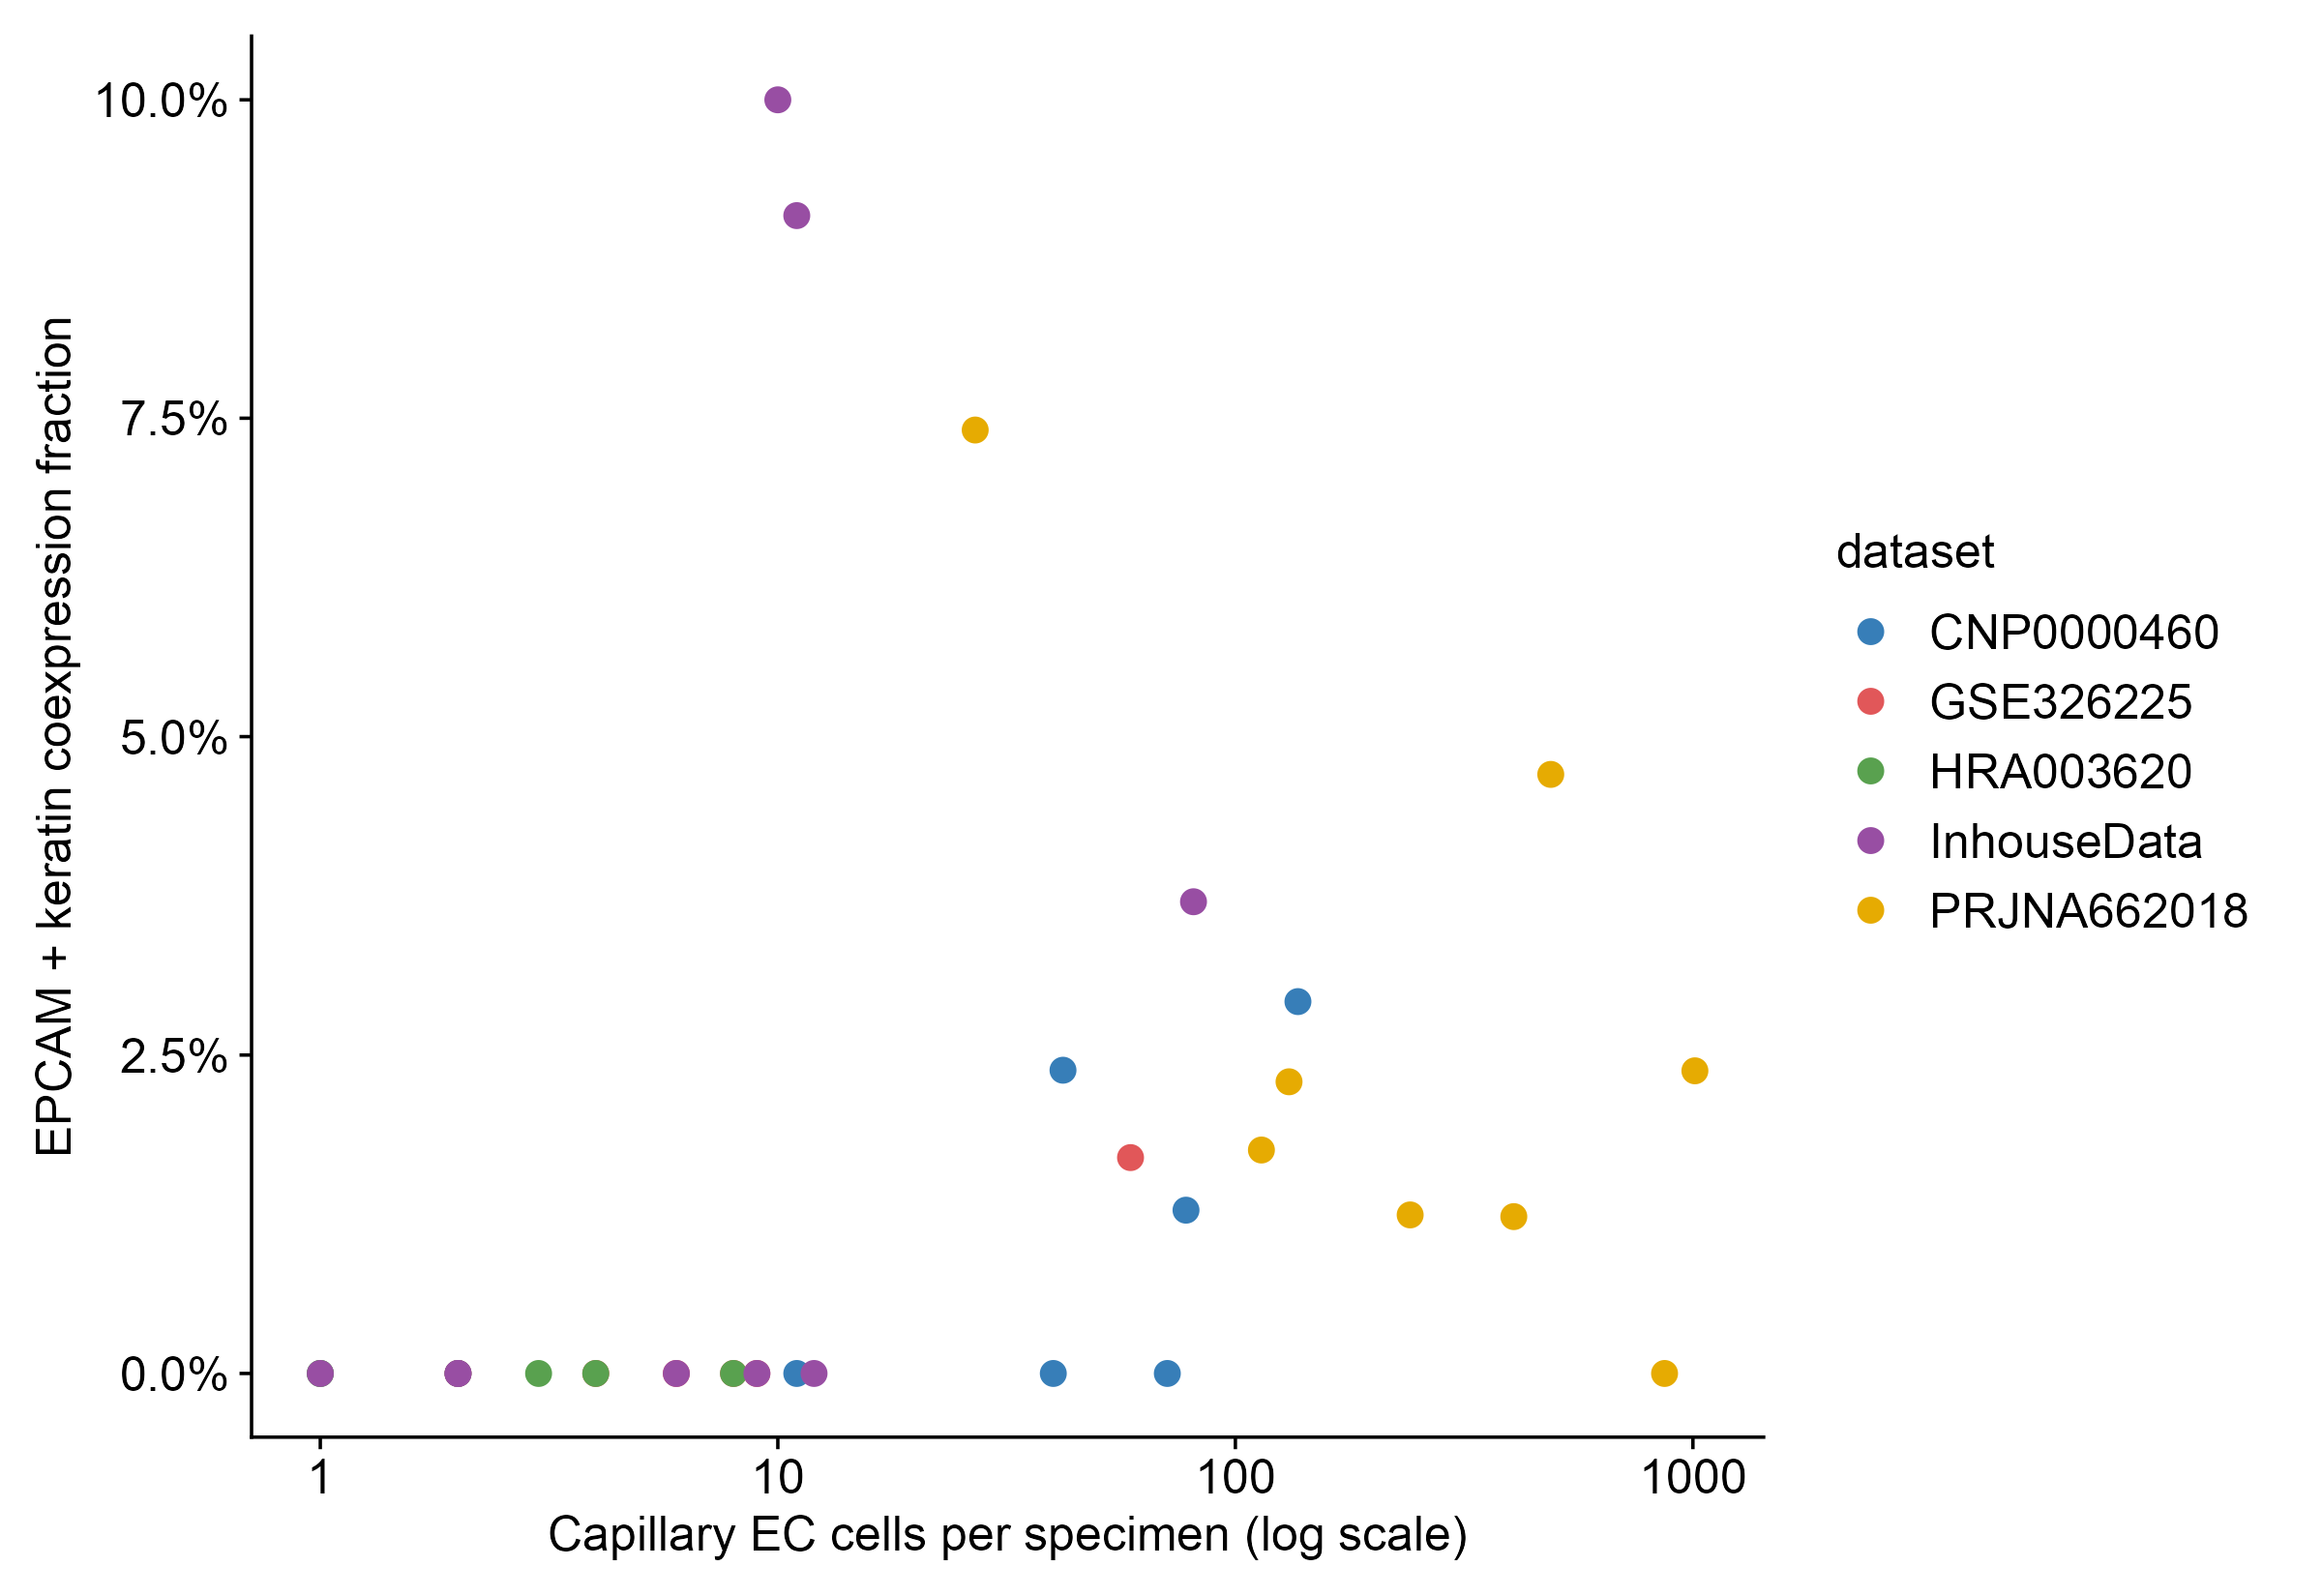 10.0%
7.5%
5.0%
2.5%
0.0%
EPCAM + keratin coexpression fraction
1
10
100
1000
Capillary EC cells per specimen (log scale)
dataset
CNP0000460
GSE326225
HRA003620
InhouseData
PRJNA662018